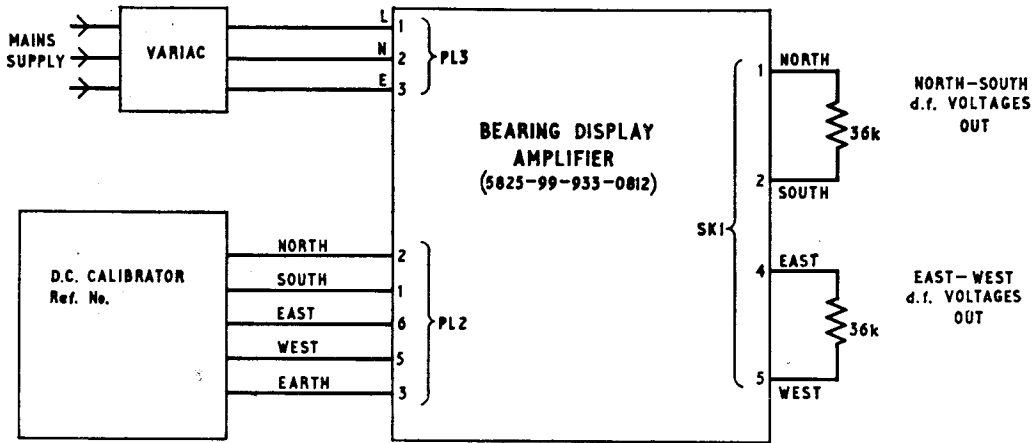 MAINS
SUPPLY
VARIAC
L
1
N
2
E
3
PL3
BEARING DISPLAY
AMPLIFIER
(5825-99-933-0812)
1
NORTH
36k
2
SOUTH
NORTH-SOUTH
d.f. VOLTAGES
OUT
SK1
4
EAST
36k
5
WEST
EAST-WEST
d.f. VOLTAGES
OUT
D.C. CALIBRATOR
Ref. No.
NORTH
2
SOUTH
1
EAST
6
WEST
5
EARTH
3
PL2